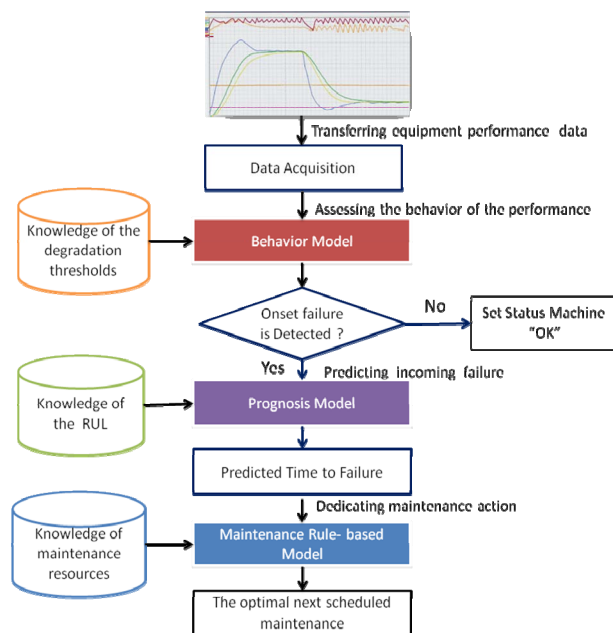 Transferring equipment performance data
Data Acquisition
Assessing the behavior of the performance
Knowledge of the
degradation
thresholds
Behavior Model
Onset failure
is Detected ?
No
Set Status Machine
"OK"
Yes
Predicting incoming failure
Knowledge of
the RUL
Prognosis Model
Predicted Time to Failure
Dedicating maintenance action
Knowledge of
maintenance
resources
Maintenance Rule- based
Model
The optimal next scheduled
maintenance